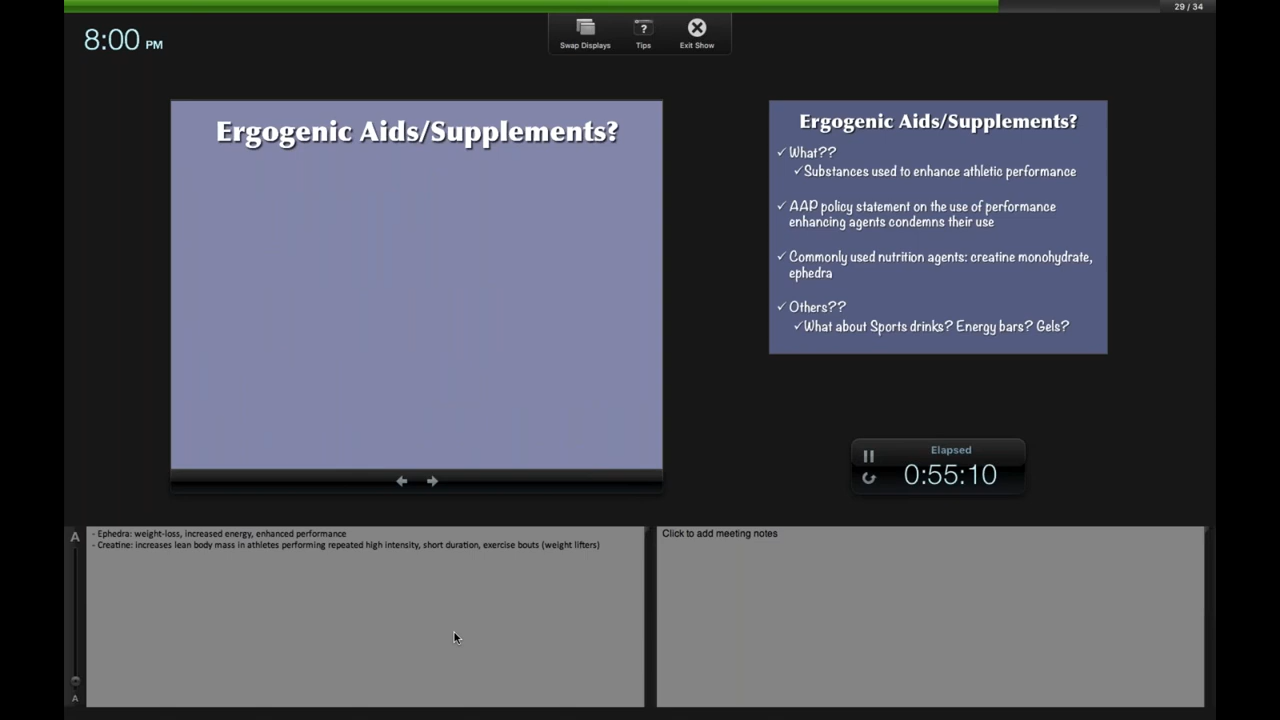 29 / 34
8:00 PM
Swap Displays
Tips
Exit Show
Ergogenic Aids/Supplements?
Ergogenic Aids/Supplements?
✓ What??
✓Substances used to enhance athletic performance
✓ AAP policy statement on the use of performance
enhancing agents condemns their use
✓ Commonly used nutrition agents: creatine monohydrate,
ephedra
✓ Others??
✓What about Sports drinks? Energy bars? Gels?
Elapsed
0:55:10
A
A
- Ephedra: weight-loss, increased energy, enhanced performance
- Creatine: increases lean body mass in athletes performing repeated high intensity, short duration, exercise bouts (weight lifters)
Click to add meeting notes